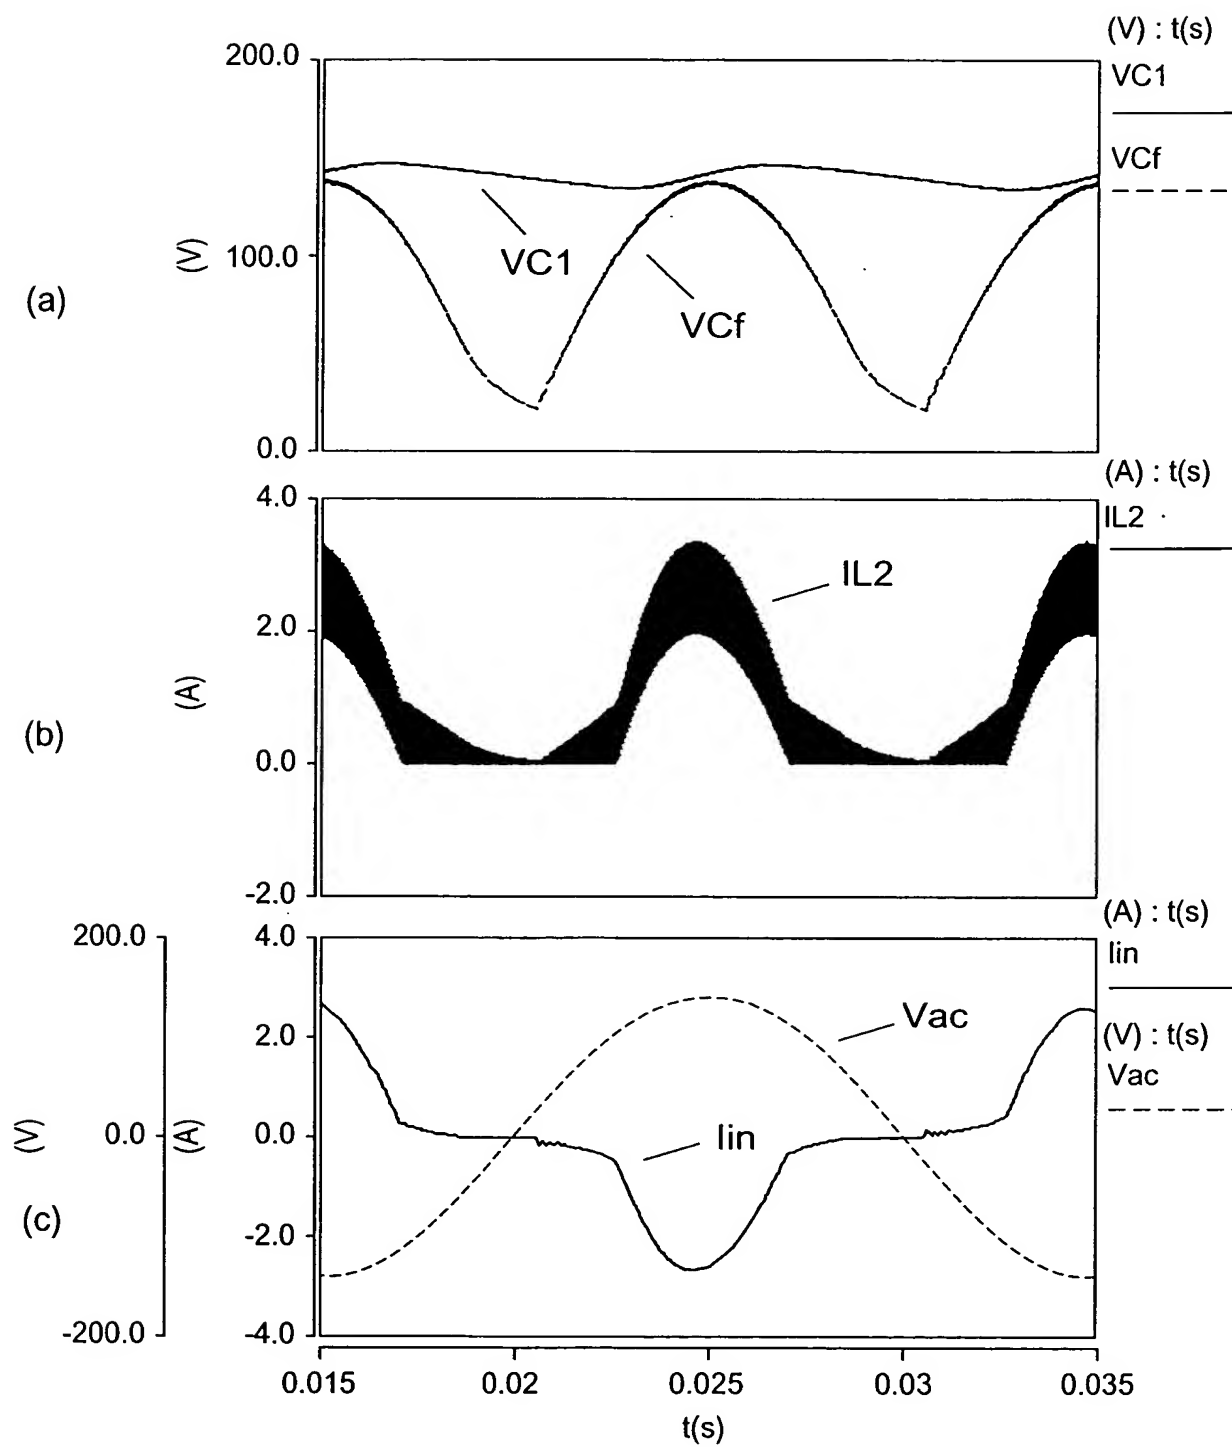 (V) : t(s)
200.0
VC1
VCf
(V)
100.0
VC1
(a)
VCf
0.0
(A) : t(s)
4.0
IL2
IL2
2.0
(A)
(b)
0.0
-2.0
(A) : t(s)
200.0
4.0
Iin
Vac
2.0
(V) : t(s)
Vac
(V)
0.0
(A)
0.0
Iin
(c)
-2.0
-200.0
-4.0
0.015
0.02
0.025
0.03
0.035
t(s)